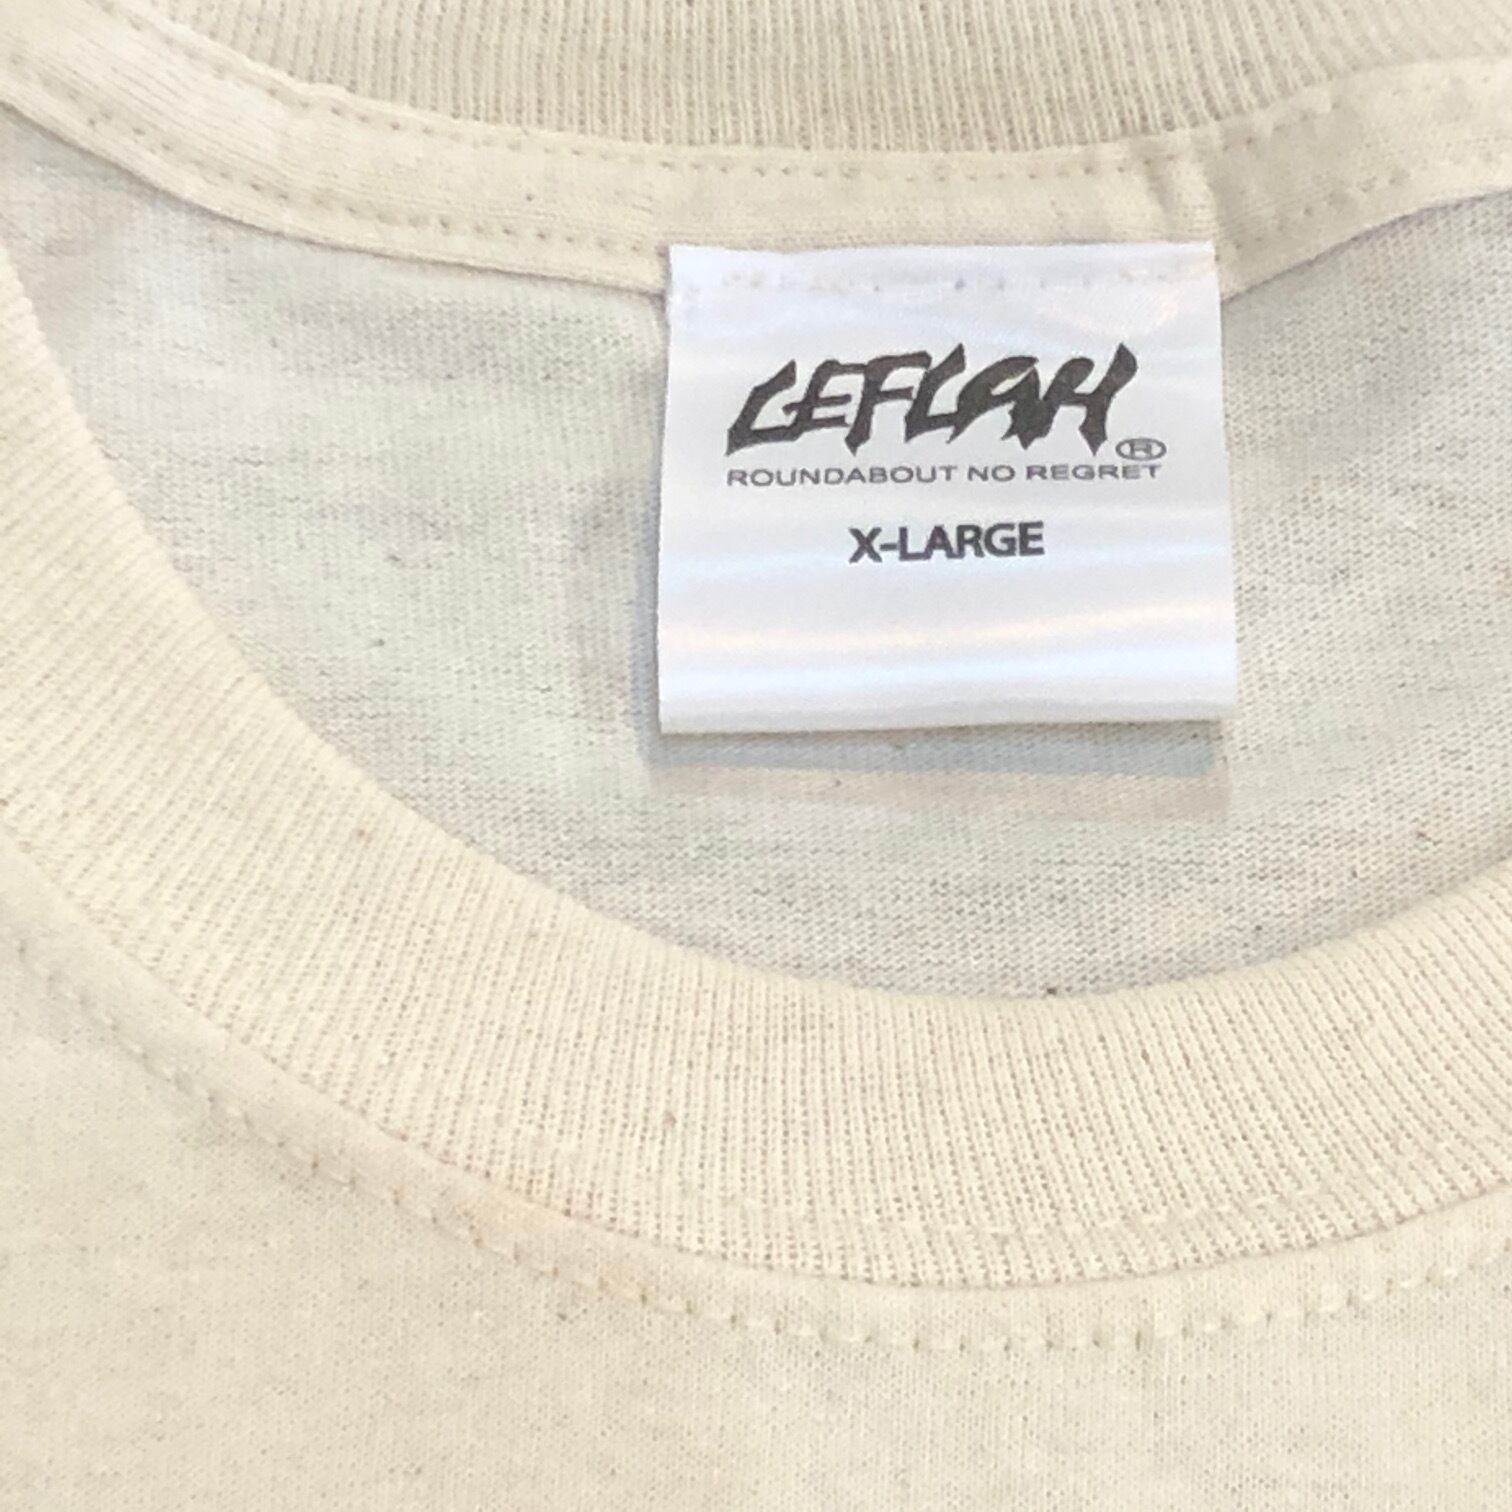 LEFLAH®
ROUNDABOUT NO REGRET
X-LARGE